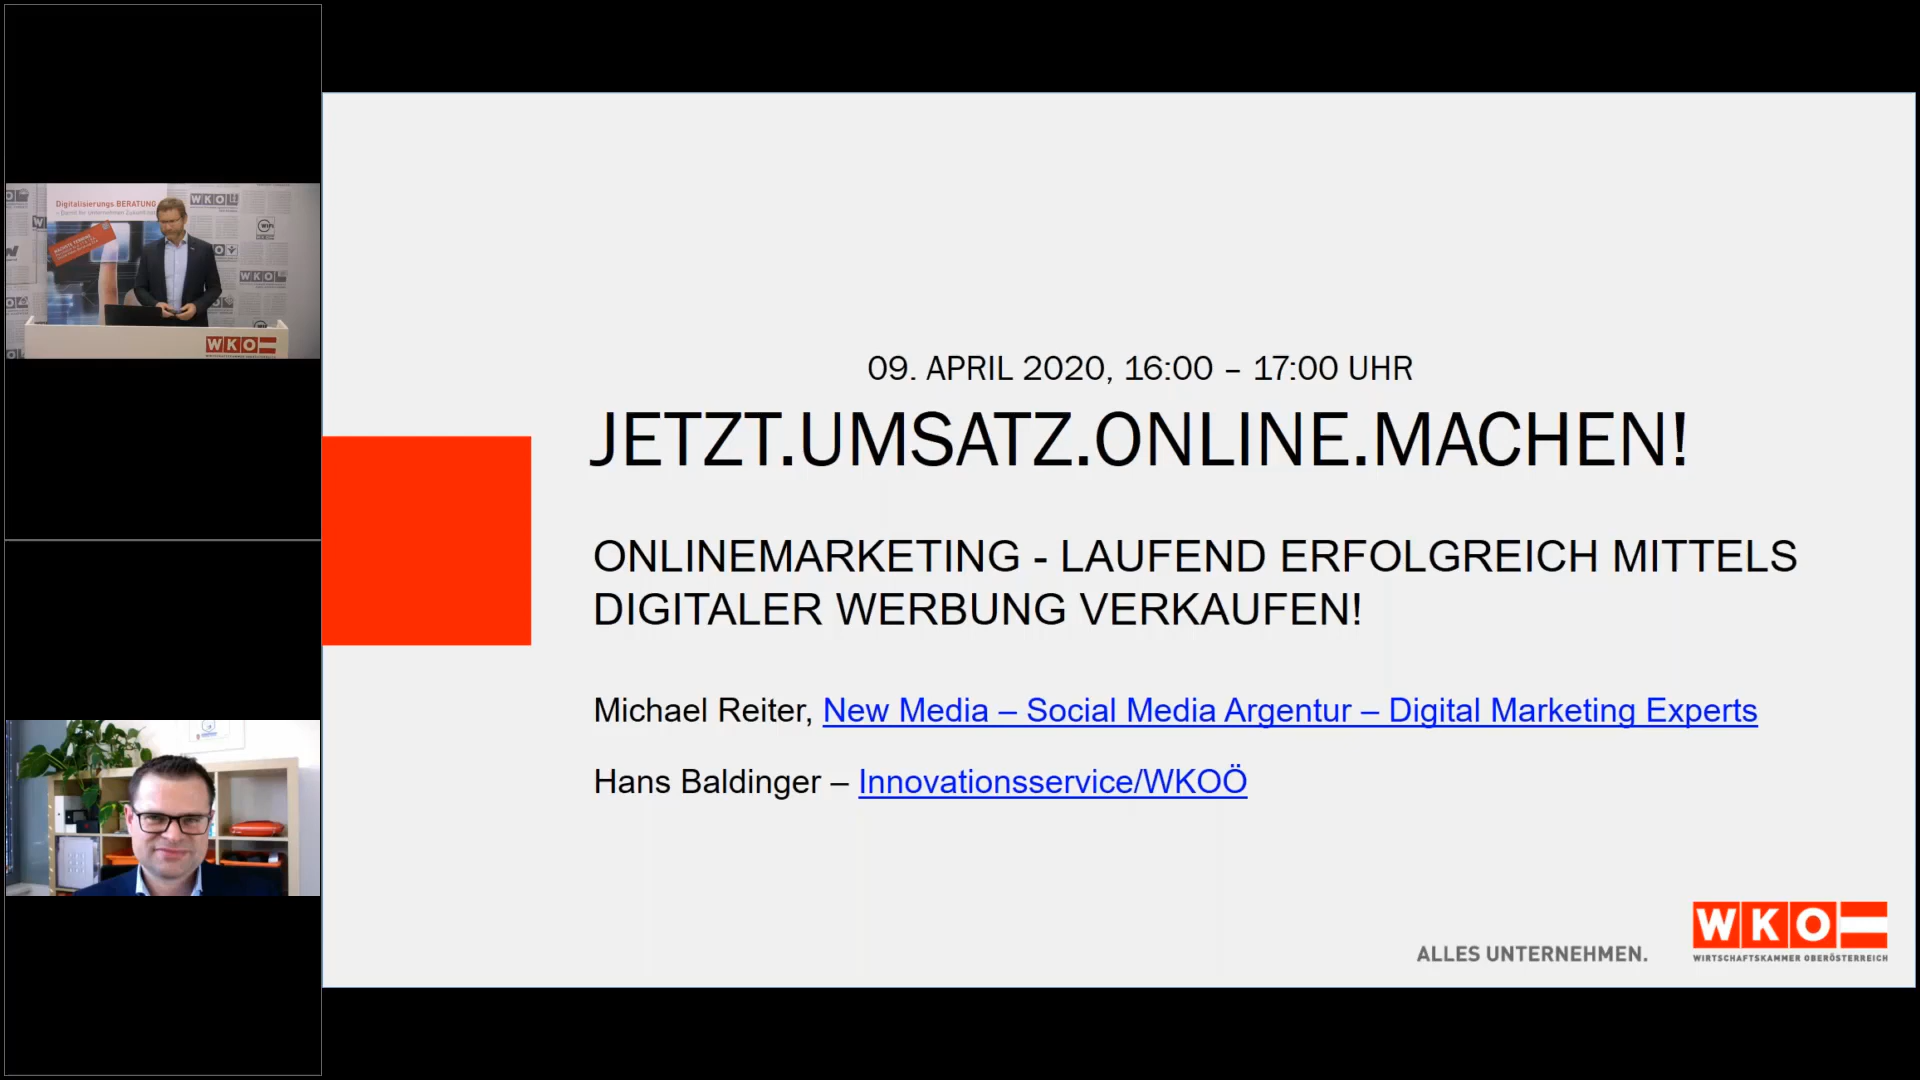 Digitalisierungs BERATUNG
WKO
WKO
WIFI
WKO
09. APRIL 2020, 16:00 – 17:00 UHR
JETZT.UMSATZ.ONLINE.MACHEN!
ONLINEMARKETING - LAUFEND ERFOLGREICH MITTELS
DIGITALER WERBUNG VERKAUFEN!
Michael Reiter, New Media – Social Media Argentur – Digital Marketing Experts
Hans Baldinger – Innovationsservice/WKOÖ
ALLES UNTERNEHMEN.
WKO
WIRTSCHAFTSKAMMER OBERÖSTERREICH